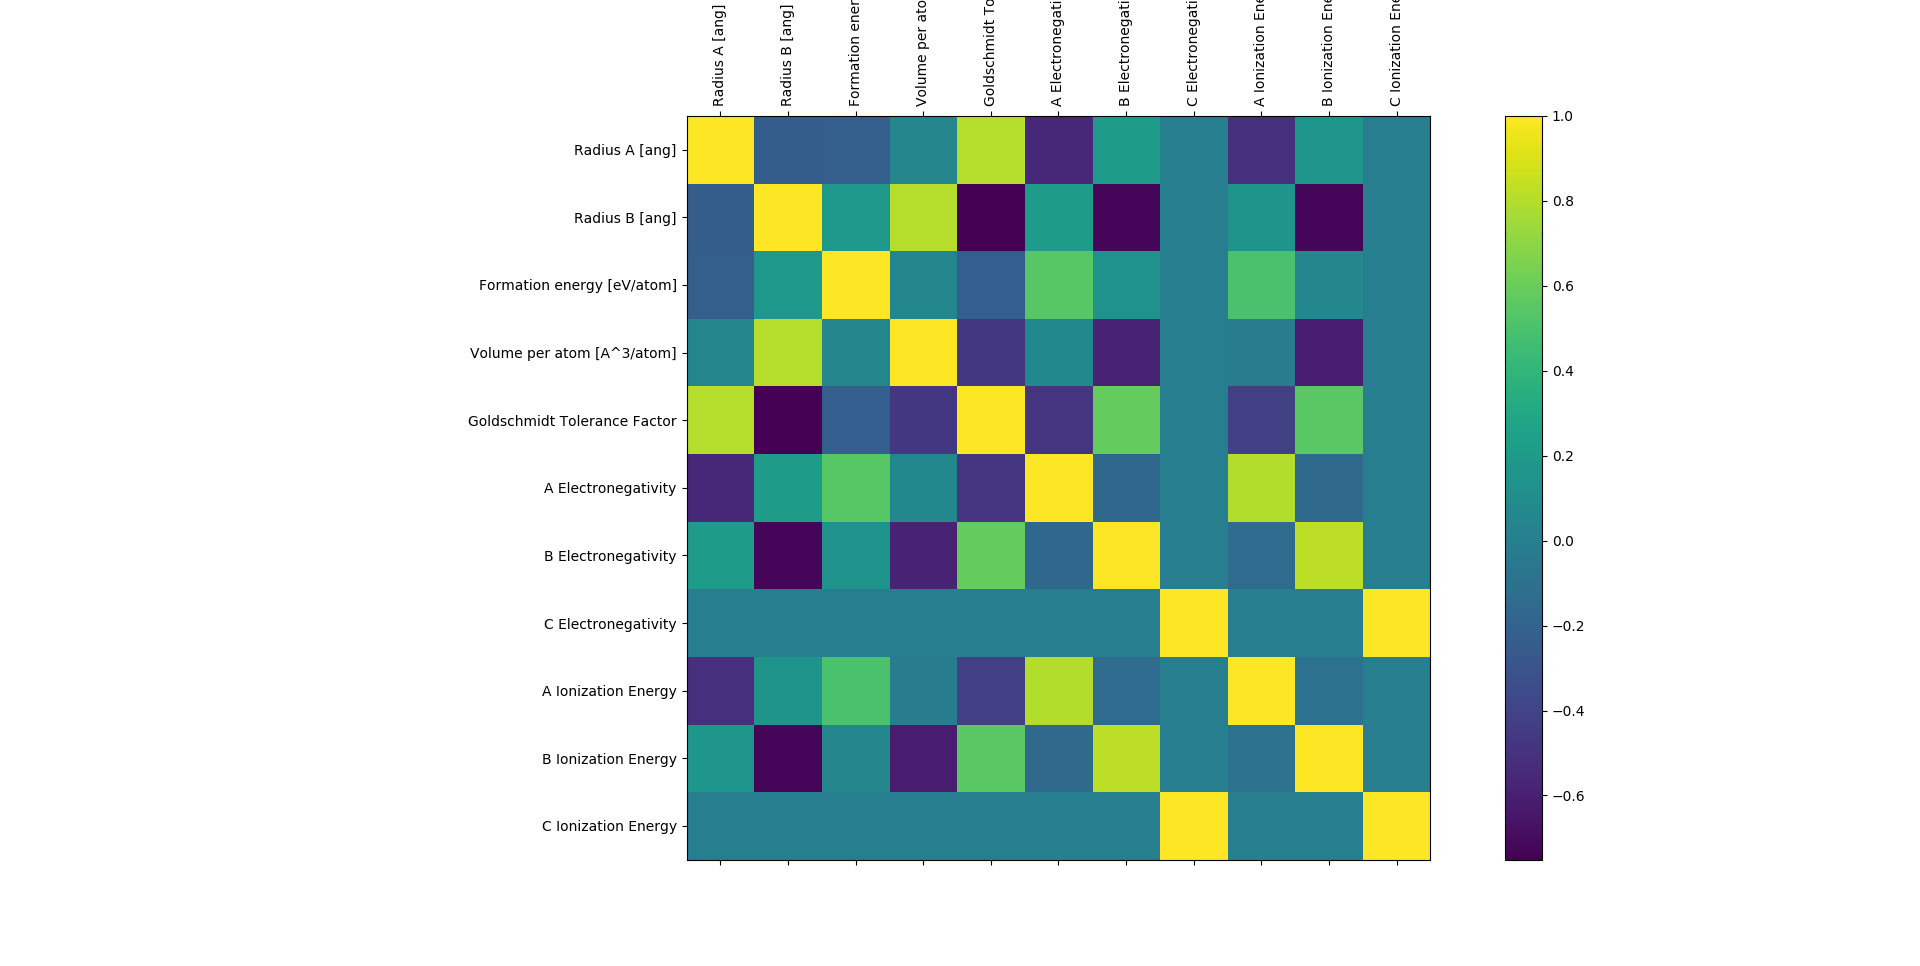 Radius A [ang]
Radius B [ang]
Formation ener
Volume per ato
Goldschmidt To
A Electronegati
B Electronegati
C Electronegati
A Ionization Ene
B Ionization Ene
C Ionization Ene
Radius A [ang]
Radius B [ang]
Formation energy [eV/atom]
Volume per atom [A^3/atom]
Goldschmidt Tolerance Factor
A Electronegativity
B Electronegativity
C Electronegativity
A Ionization Energy
B Ionization Energy
C Ionization Energy
1.0
0.8
0.6
0.4
0.2
0.0
−0.2
−0.4
−0.6